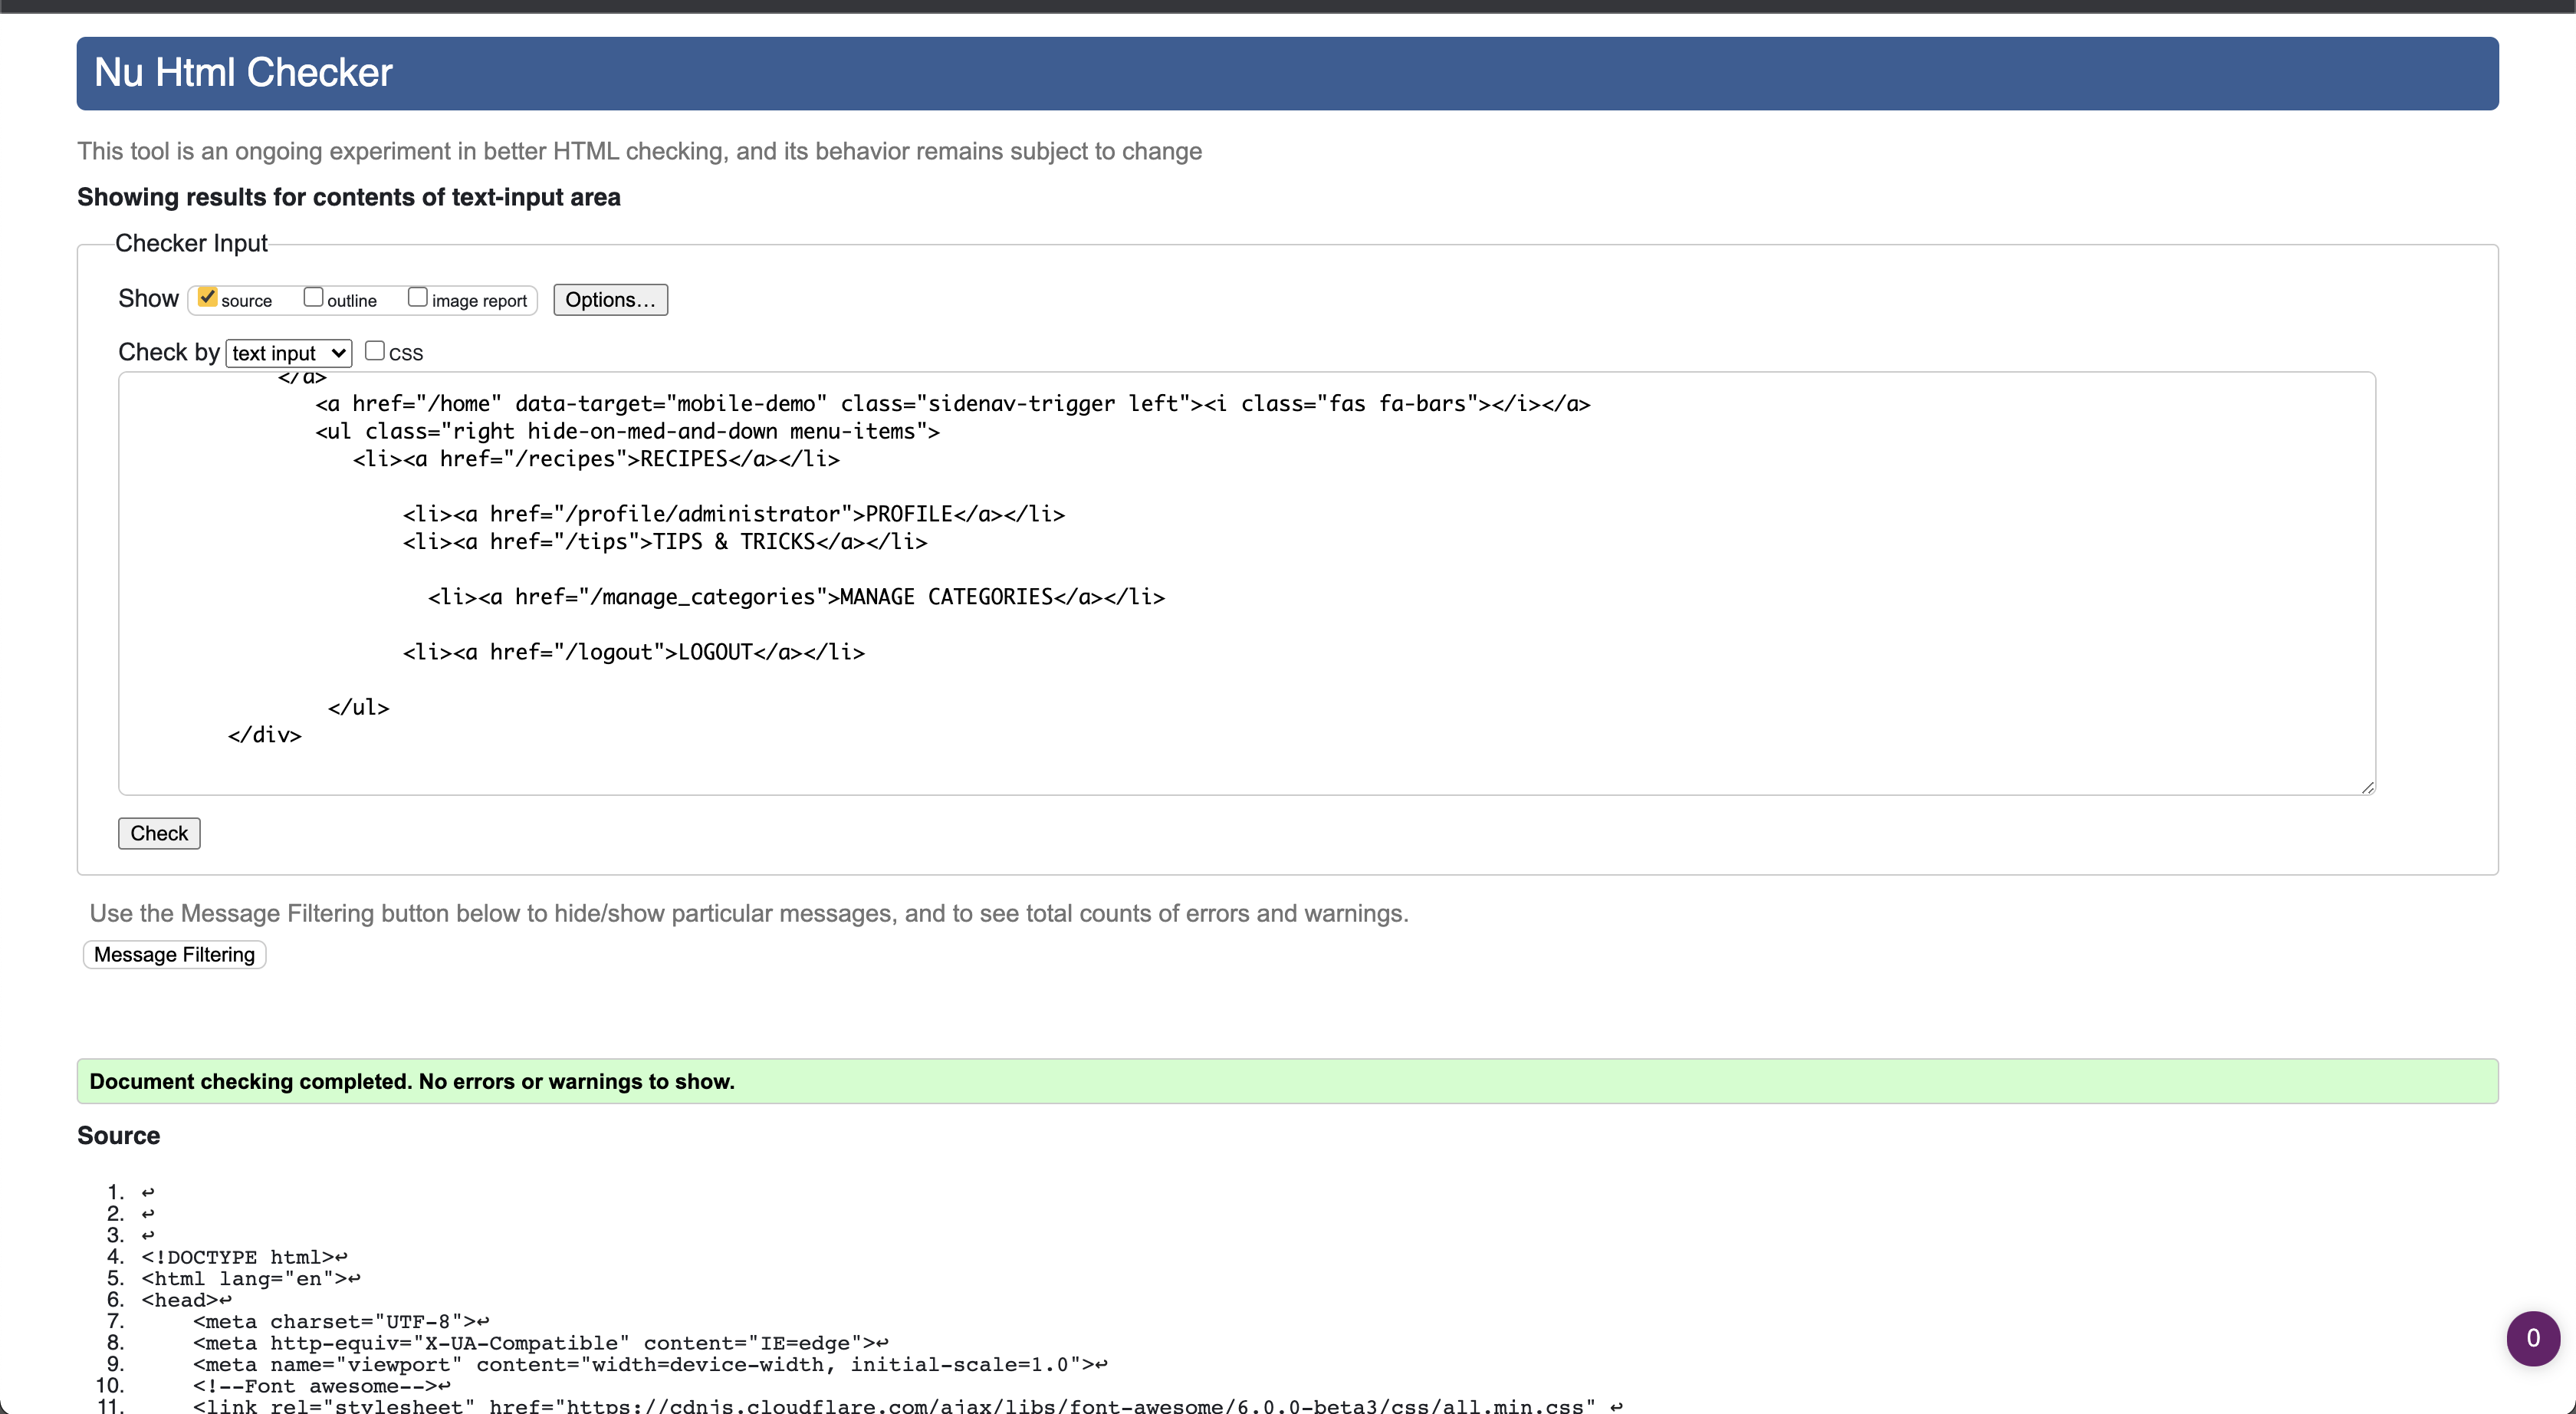 Nu Html Checker
This tool is an ongoing experiment in better HTML checking, and its behavior remains subject to change
Showing results for contents of text-input area
Checker Input
Show source outline image report Options...
Check by text input CSS
</a>
<a href="/home" data-target="mobile-demo" class="sidenav-trigger left"><i class="fas fa-bars"></i></a>
<ul class="right hide-on-med-and-down menu-items">
<li><a href="/recipes">RECIPES</a></li>
<li><a href="/profile/administrator">PROFILE</a></li>
<li><a href="/tips">TIPS & TRICKS</a></li>
<li><a href="/manage_categories">MANAGE CATEGORIES</a></li>
<li><a href="/logout">LOGOUT</a></li>
</ul>
</div>
Check
Use the Message Filtering button below to hide/show particular messages, and to see total counts of errors and warnings.
Message Filtering
Document checking completed. No errors or warnings to show.
Source
1. ↩
2. ↩
3. ↩
4. <!DOCTYPE html>↩
5. <html lang="en">↩
6. <head>↩
7. <meta charset="UTF-8">↩
8. <meta http-equiv="X-UA-Compatible" content="IE=edge">↩
9. <meta name="viewport" content="width=device-width, initial-scale=1.0">↩
10. <!--Font awesome-->↩
11. <link rel="stylesheet" href="https://cdnjs.cloudflare.com/ajax/libs/font-awesome/6.0.0-beta3/css/all.min.css" ↩
0